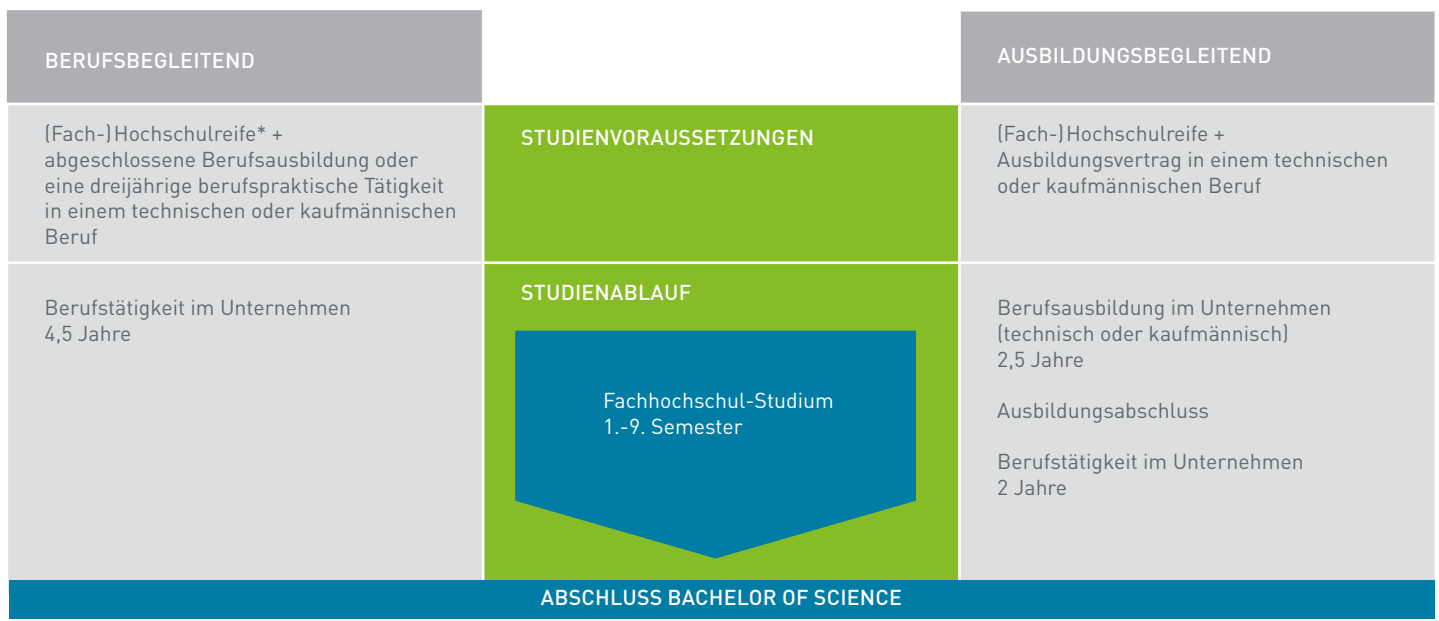 BERUFSBEGLEITEND
AUSBILDUNGSBEGLEITEND
(Fach-)Hochschulreife* +
abgeschlossene Berufsausbildung oder
eine dreijährige berufspraktische Tätigkeit
in einem technischen oder kaufmännischen
Beruf
STUDIENVORAUSSETZUNGEN
(Fach-)Hochschulreife +
Ausbildungsvertrag in einem technischen
oder kaufmännischen Beruf
Berufstätigkeit im Unternehmen
4,5 Jahre
STUDIENABLAUF
Fachhochschul-Studium
1.-9. Semester
Berufsausbildung im Unternehmen
(technisch oder kaufmännisch)
2,5 Jahre
Ausbildungsabschluss
Berufstätigkeit im Unternehmen
2 Jahre
ABSCHLUSS BACHELOR OF SCIENCE